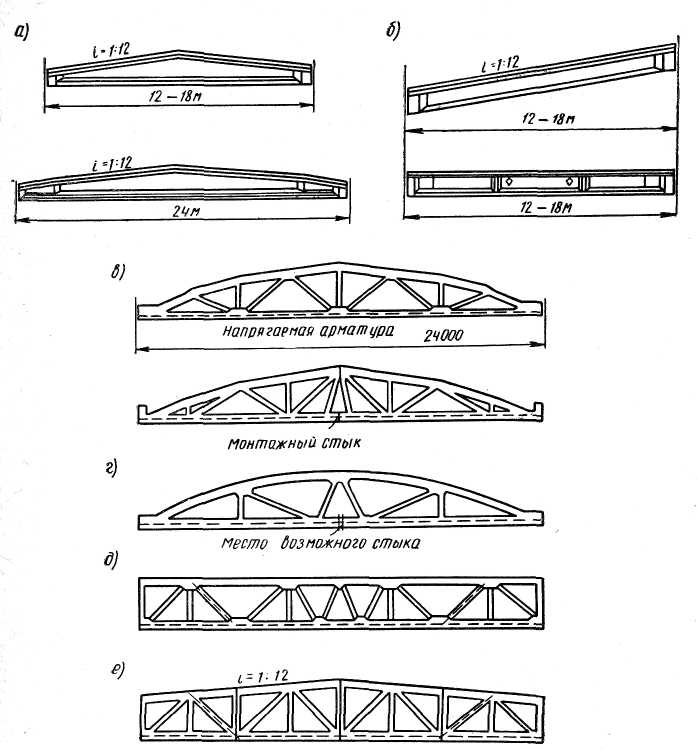 а)
i=1:12
12 – 18м
i=1:12
24м
б)
i=1:12
12 – 18м
12 – 18м
в)
Напрягаемая арматура 24000
монтажный стык
г)
место возможного стыка
д)
е)
i=1:12